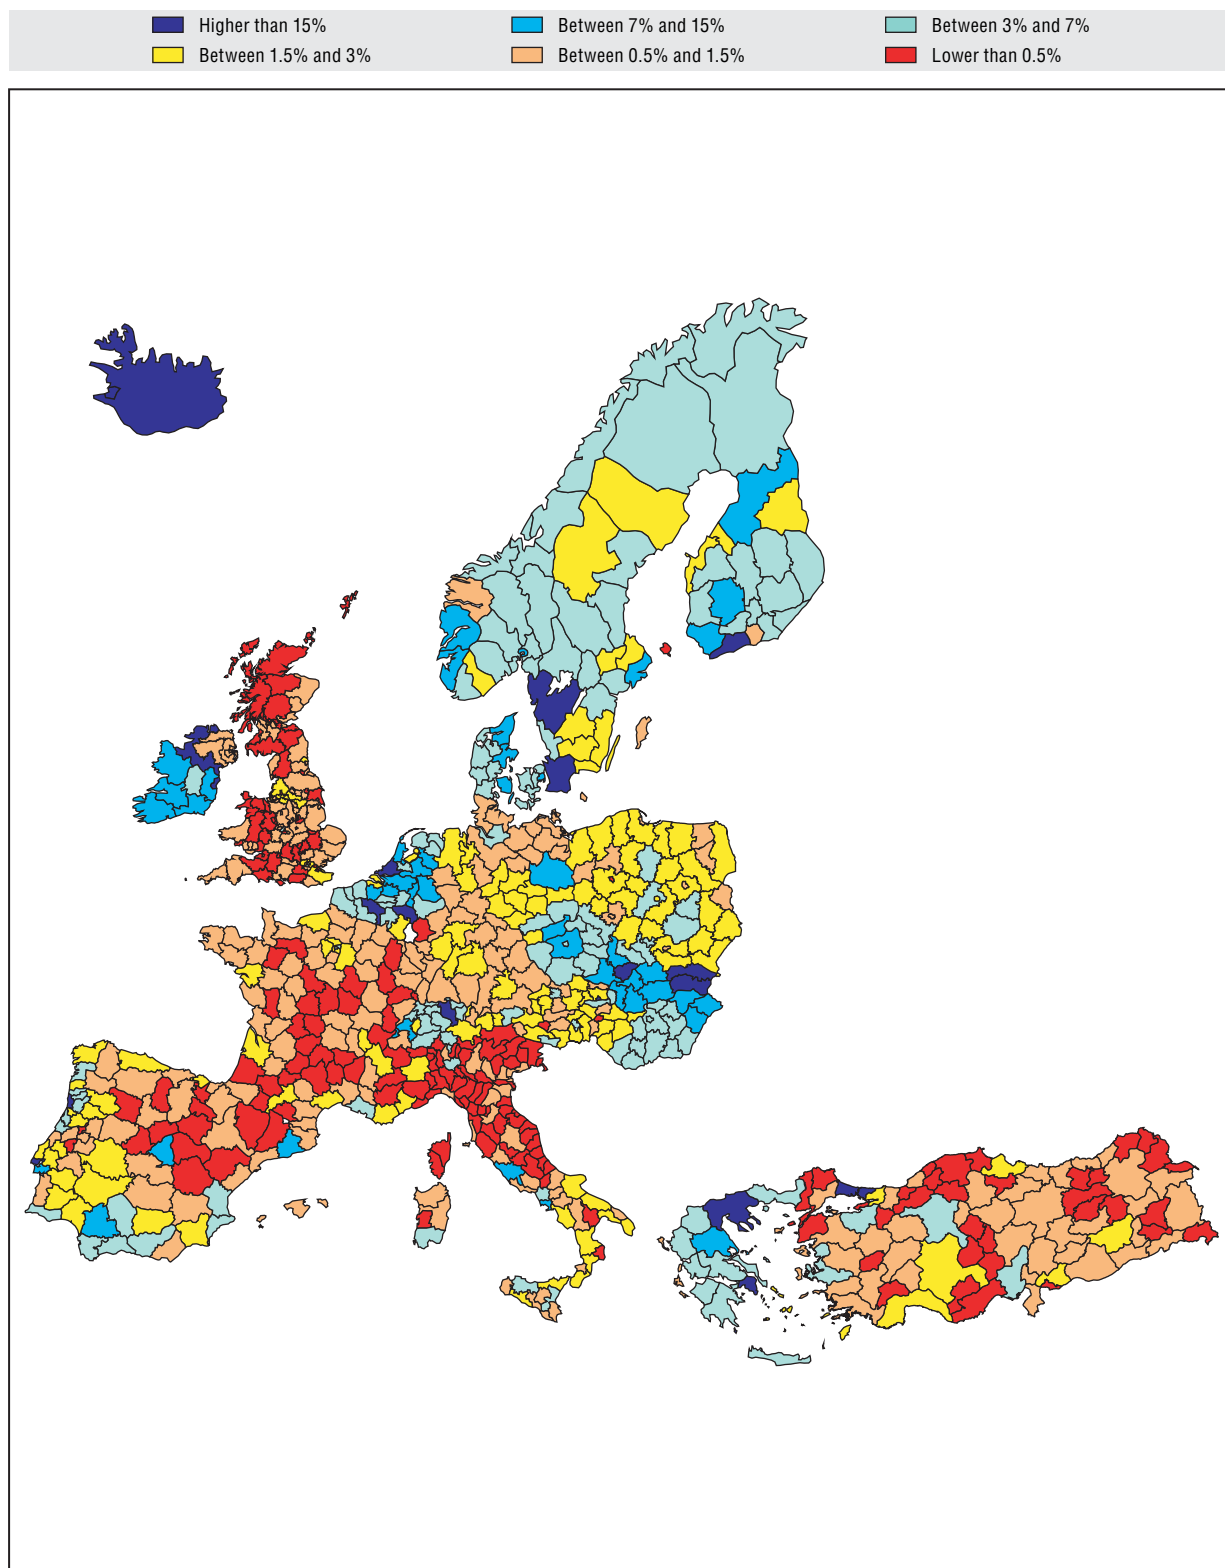 Higher than 15% Between 7% and 15% Between 3% and 7%
Between 1.5% and 3% Between 0.5% and 1.5% Lower than 0.5%